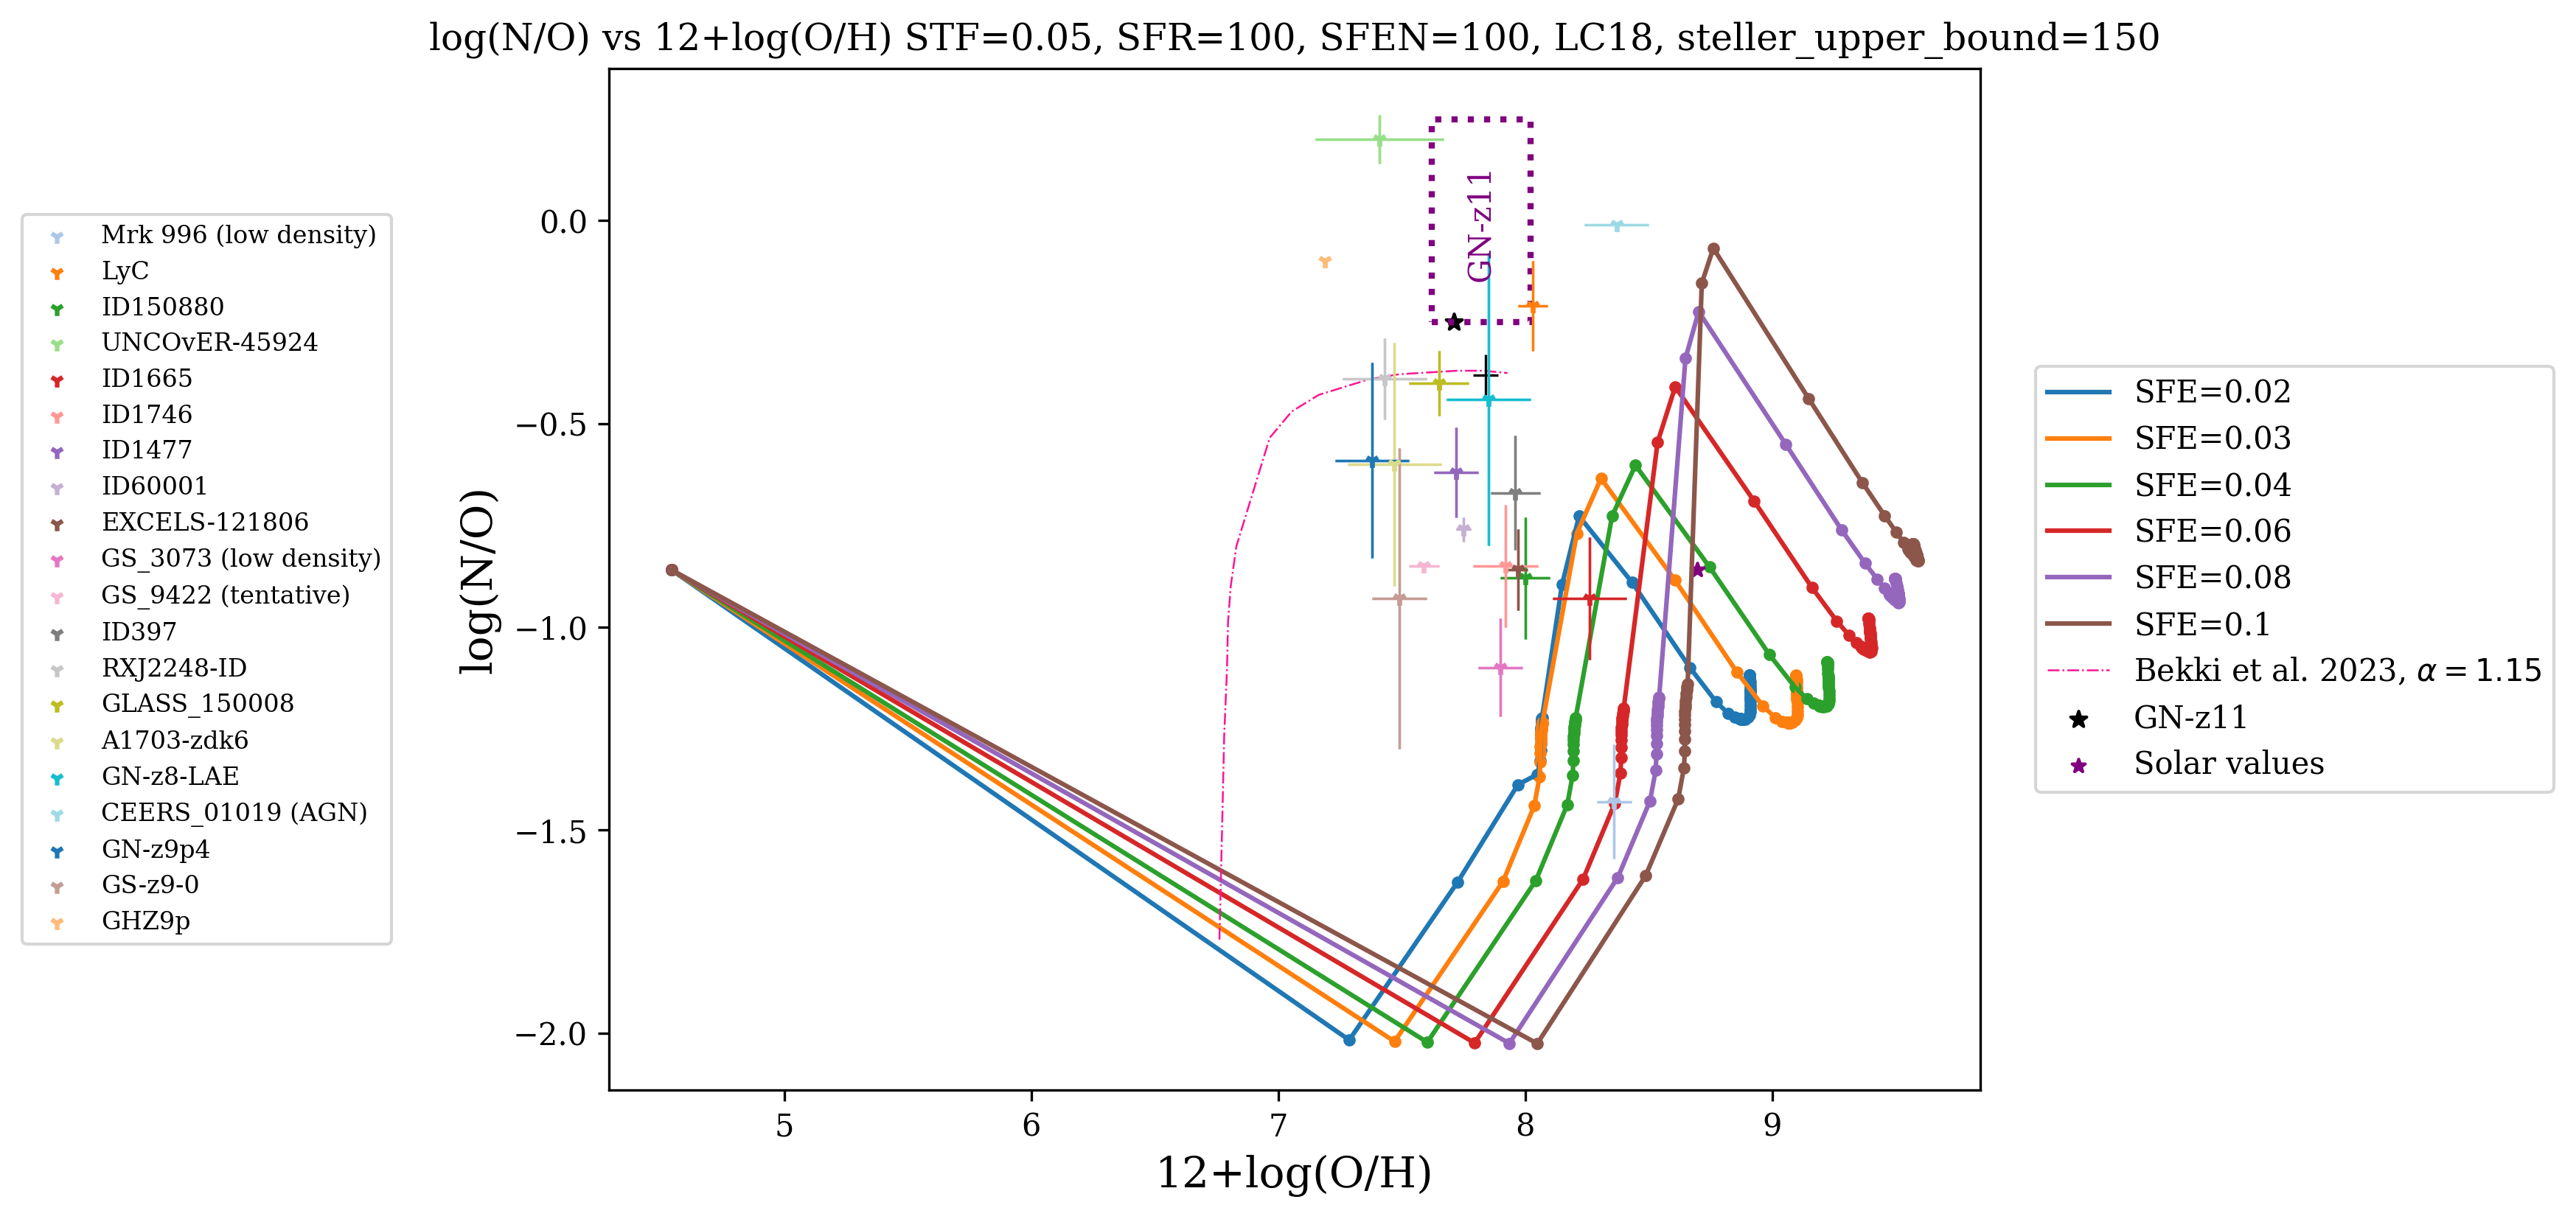 log(N/O) vs 12+log(O/H) STF=0.05, SFR=100, SFEN=100, LC18, steller_upper_bound=150
Mrk 996 (low density)
LyC
ID150880
UNCOvER-45924
ID1665
ID1746
ID1477
ID60001
EXCELS-121806
GS_3073 (low density)
GS_9422 (tentative)
ID397
RXJ2248-ID
GLASS_150008
A1703-zdk6
GN-z8-LAE
CEERS_01019 (AGN)
GN-z9p4
GS-z9-0
GHZ9p
log(N/O)
0.0
−0.5
−1.0
−1.5
−2.0
GN-z11
5 6 7 8 9
12+log(O/H)
SFE=0.02
SFE=0.03
SFE=0.04
SFE=0.06
SFE=0.08
SFE=0.1
Bekki et al. 2023, α = 1.15
GN-z11
Solar values